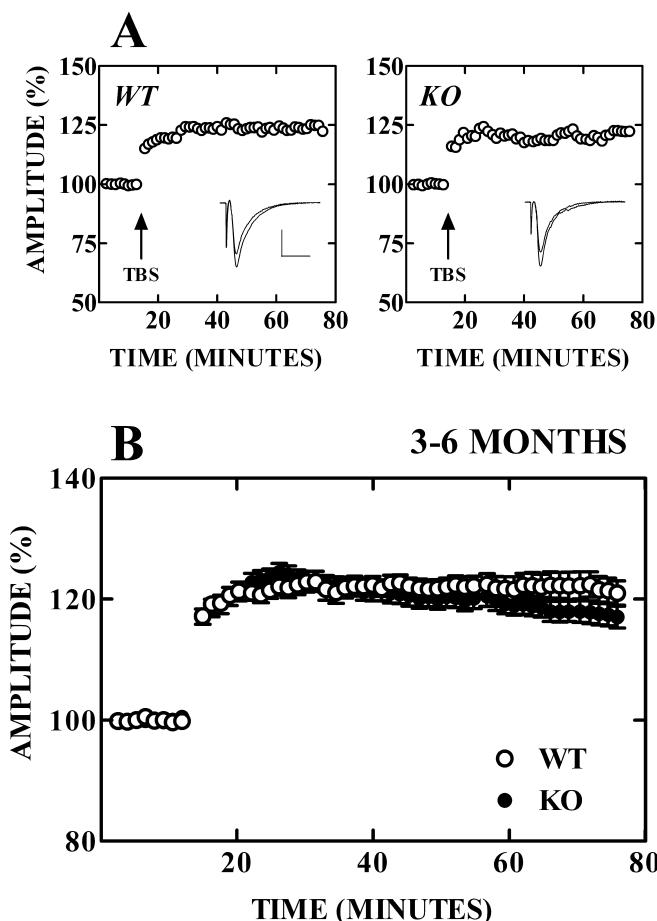 A
AMPLITUDE (%)
150
125
100
75
50
WT
TBS
20 40 60 80
TIME (MINUTES)
150
125
100
75
50
KO
TBS
20 40 60 80
TIME (MINUTES)
B
3-6 MONTHS
AMPLITUDE (%)
140
120
100
80
WT
KO
20 40 60 80
TIME (MINUTES)